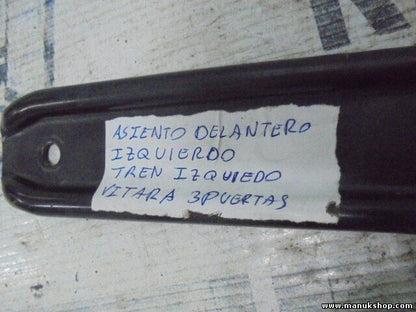 ASIENTO DELANTERO
IZQUIERDO
TREN IZQUIEDO
VITARA 3PUERTAS
www.manukshop.com